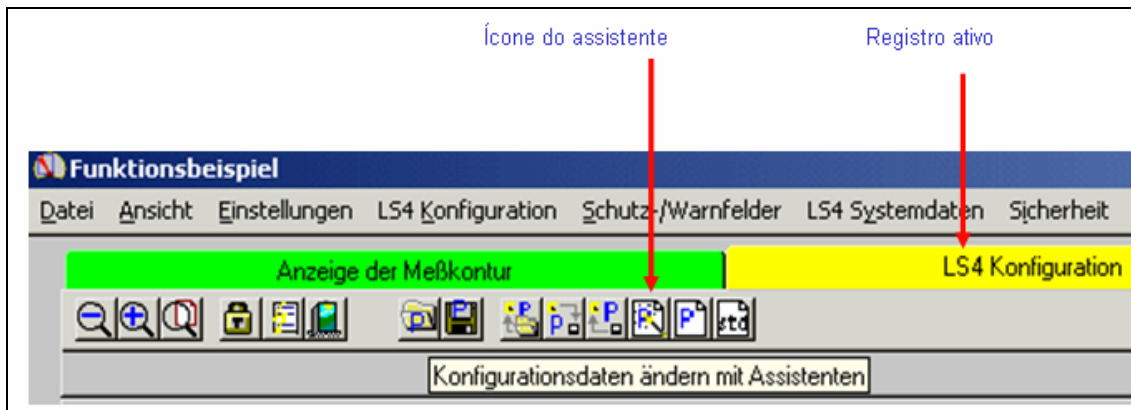 Ícone do assistente Registro ativo
Funktionsbeispiel
Datei Ansicht Einstellungen LS4 Konfiguration Schutz-/Warnfelder LS4 Systemdaten Sicherheit
Anzeige der Meßkontur LS4 Konfiguration
P P P P P P P std
Konfigurationsdaten ändern mit Assistenten